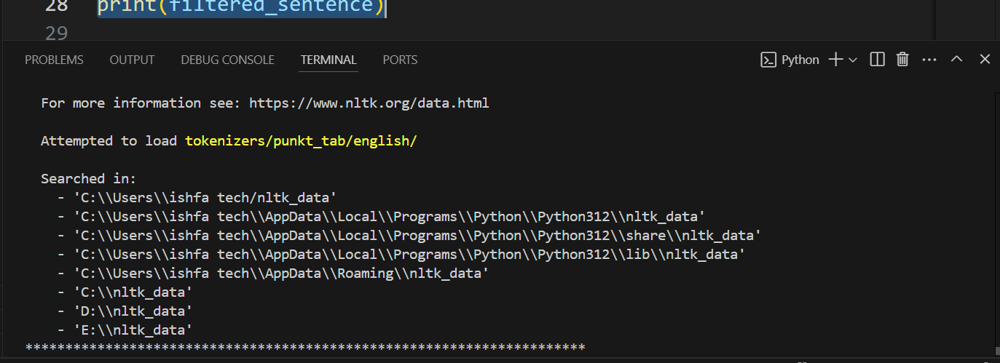 28 print(filtered_sentence)
29
PROBLEMS OUTPUT DEBUG CONSOLE TERMINAL PORTS Python
For more information see: https://www.nltk.org/data.html
Attempted to load tokenizers/punkt_tab/english/
Searched in:
- 'C:\\Users\\ishfa tech/nltk_data'
- 'C:\\Users\\ishfa tech\\AppData\\Local\\Programs\\Python\\Python312\\nltk_data'
- 'C:\\Users\\ishfa tech\\AppData\\Local\\Programs\\Python\\Python312\\share\\nltk_data'
- 'C:\\Users\\ishfa tech\\AppData\\Local\\Programs\\Python\\Python312\\lib\\nltk_data'
- 'C:\\Users\\ishfa tech\\AppData\\Roaming\\nltk_data'
- 'C:\\nltk_data'
- 'D:\\nltk_data'
- 'E:\\nltk_data'
**********************************************************************